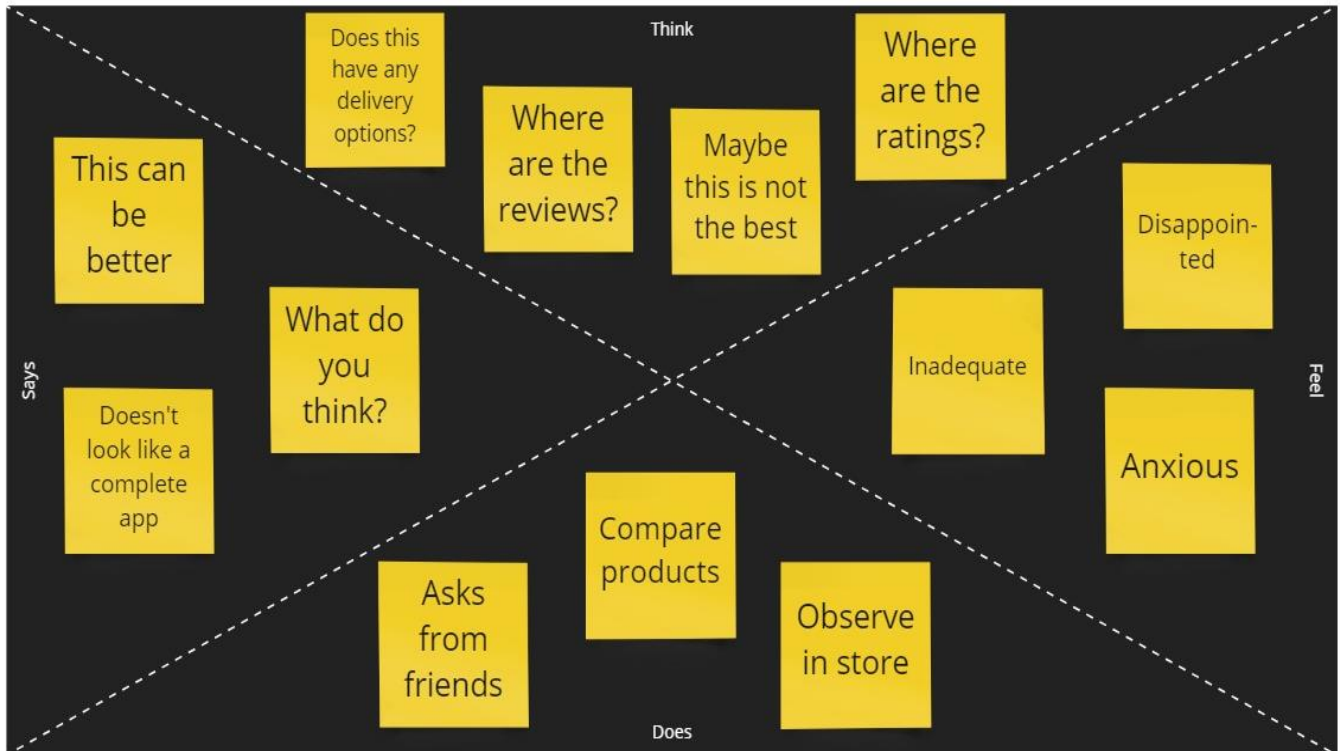 Think
Does this
have any
delivery
options?
Where
are the
reviews?
Maybe
this is not
the best
Where
are the
ratings?
Says
This can
be
better
What do
you
think?
Doesn't
look like a
complete
app
Feel
Disappoin-
ted
Inadequate
Anxious
Compare
products
Asks
from
friends
Observe
in store
Does